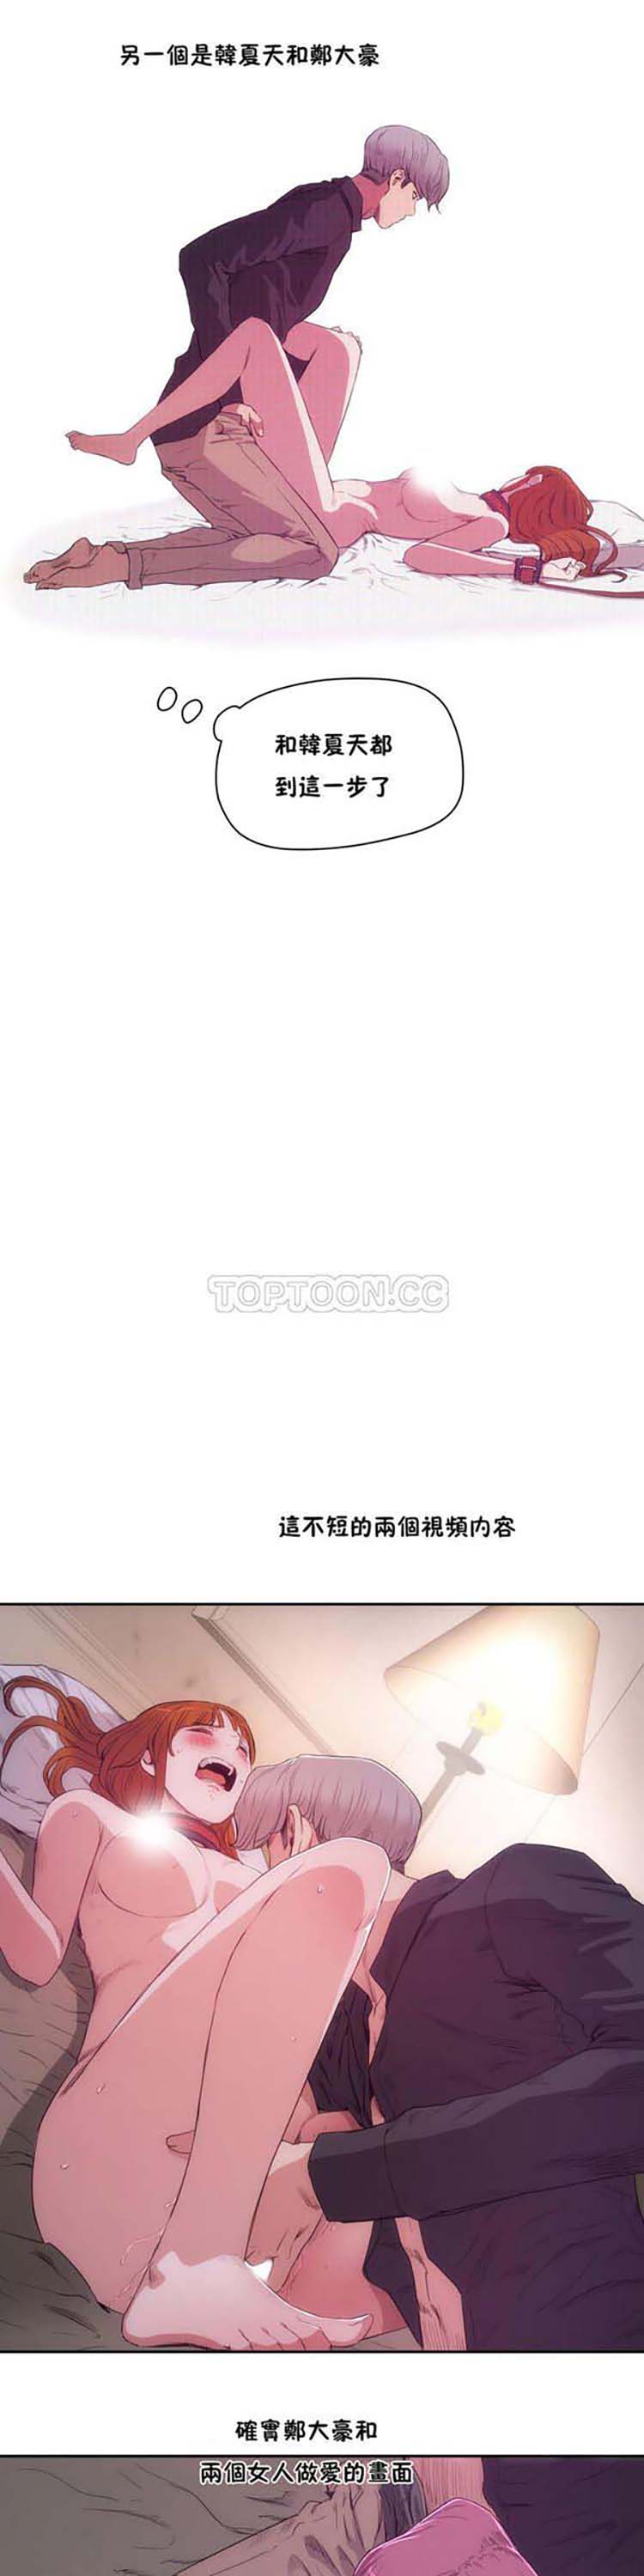 另一個是韓夏天和鄭大豪
和韓夏天都
到這一步了
TOPTOON.CC
這不短的兩個視頻内容
確實鄭大豪和
兩個女人做愛的畫面